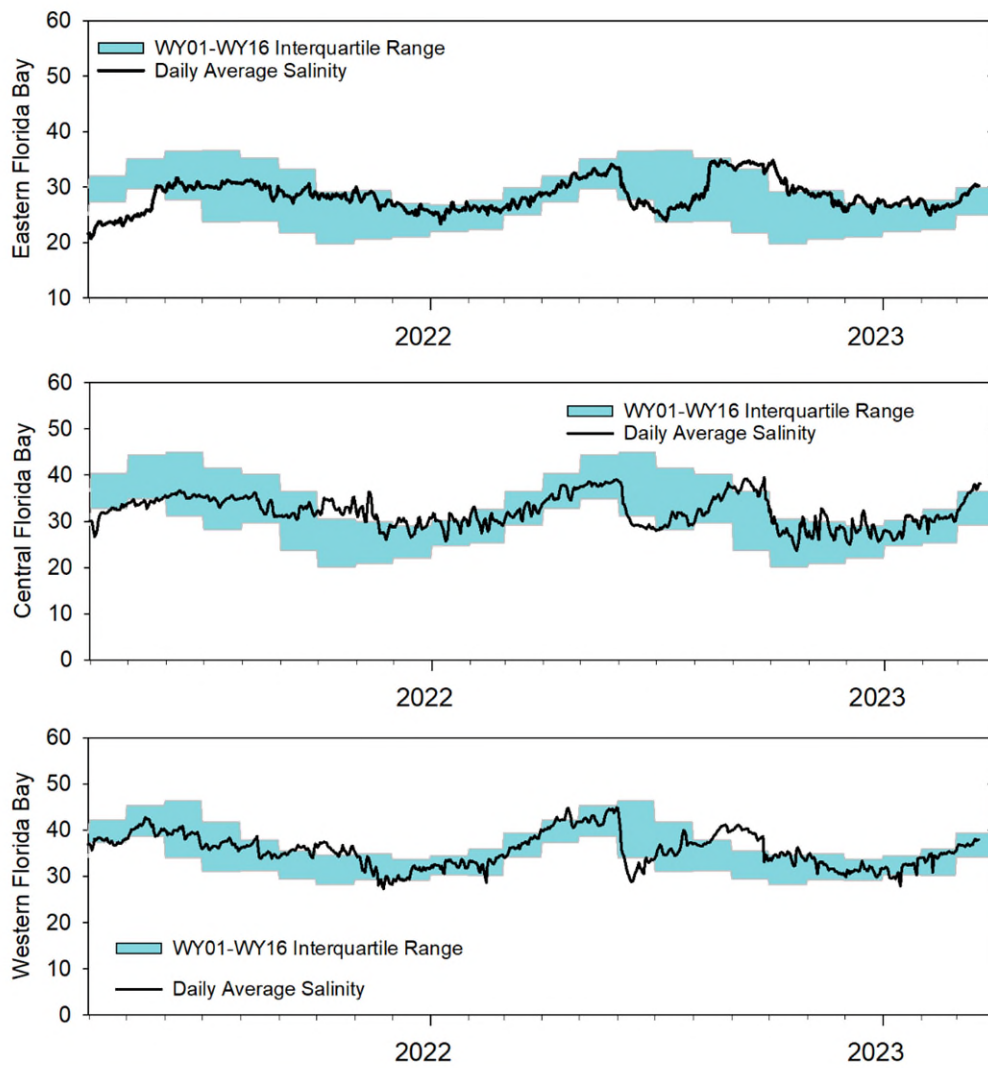 60
WY01-WY16 Interquartile Range
50
Daily Average Salinity
40
30
20
10
Eastern Florida Bay
2022
2023
60
50
WY01-WY16 Interquartile Range
Daily Average Salinity
40
30
20
10
0
Central Florida Bay
2022
2023
60
50
40
30
20
WY01-WY16 Interquartile Range
10
Daily Average Salinity
0
Western Florida Bay
2022
2023